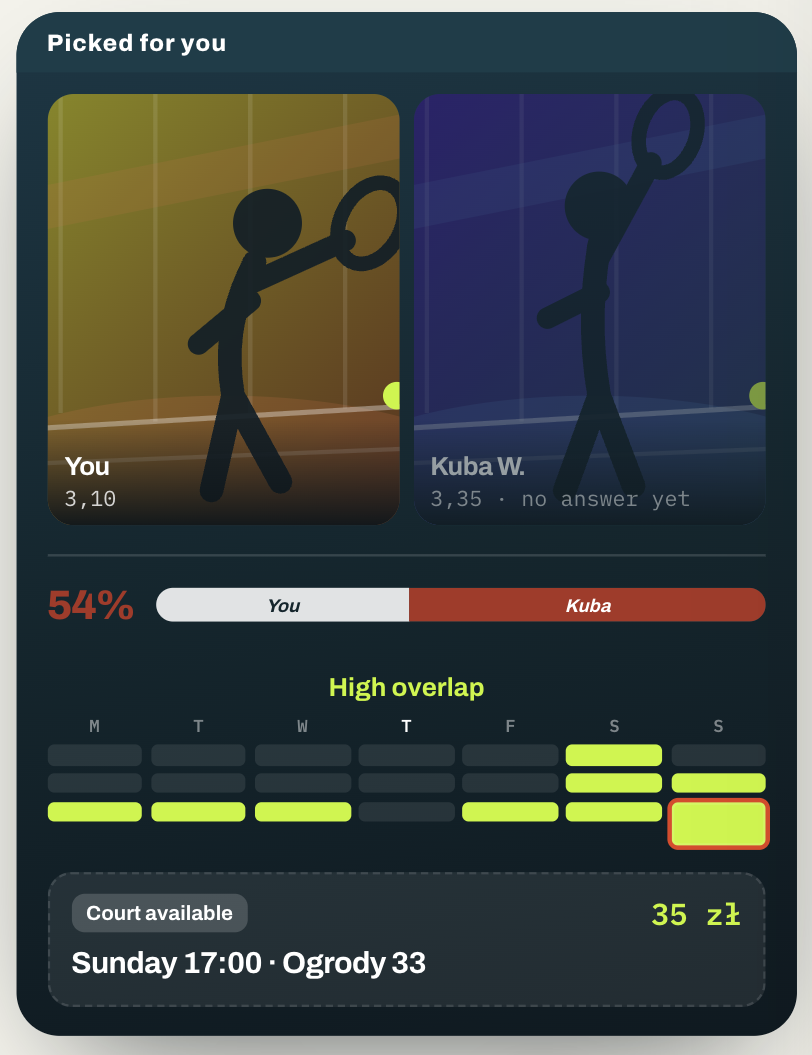 Picked for you
You
3,10
Kuba W.
3,35 · no answer yet
54%
You
Kuba
High overlap
M T W T F S S
Court available
35 zł
Sunday 17:00 · Ogrody 33